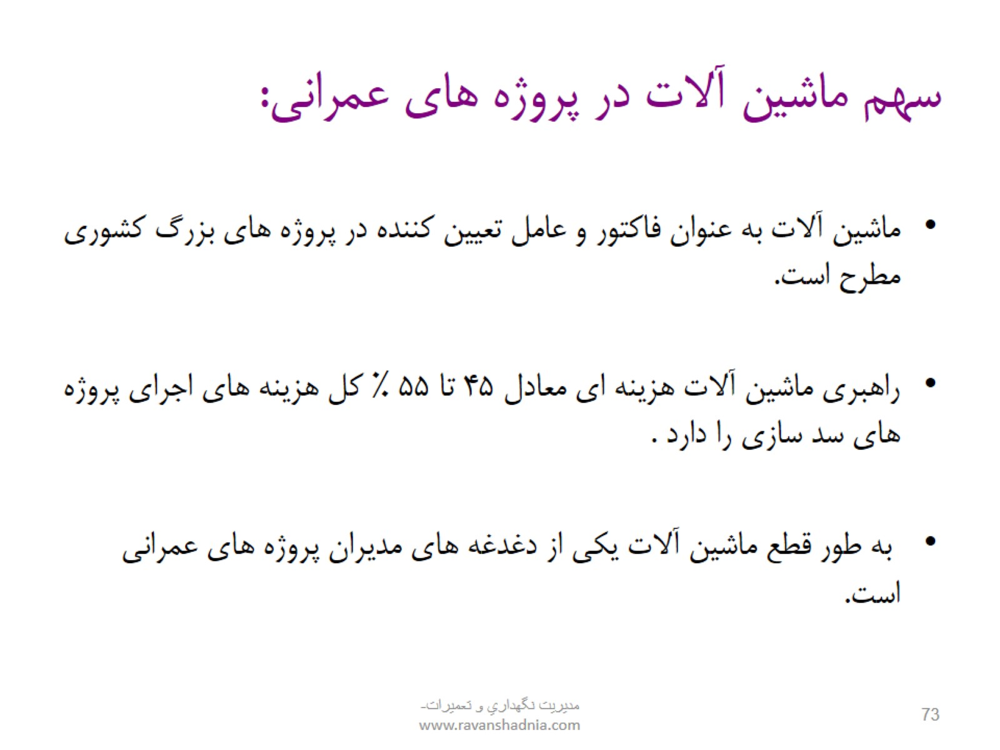 سهم ماشین آلات در پروژه های عمرانی:
• ماشین آلات به عنوان فاکتور و عامل تعیین کننده در پروژه های بزرگ کشوری
مطرح است.
• راهبری ماشین آلات هزینه ای معادل ۴۵ تا ۵۵ ٪ کل هزینه های اجرای پروژه
های سد سازی را دارد .
• به طور قطع ماشین آلات یکی از دغدغه های مدیران پروژه های عمرانی
است.
مديريت نگهداري و تعميرات-
www.ravanshadnia.com
73